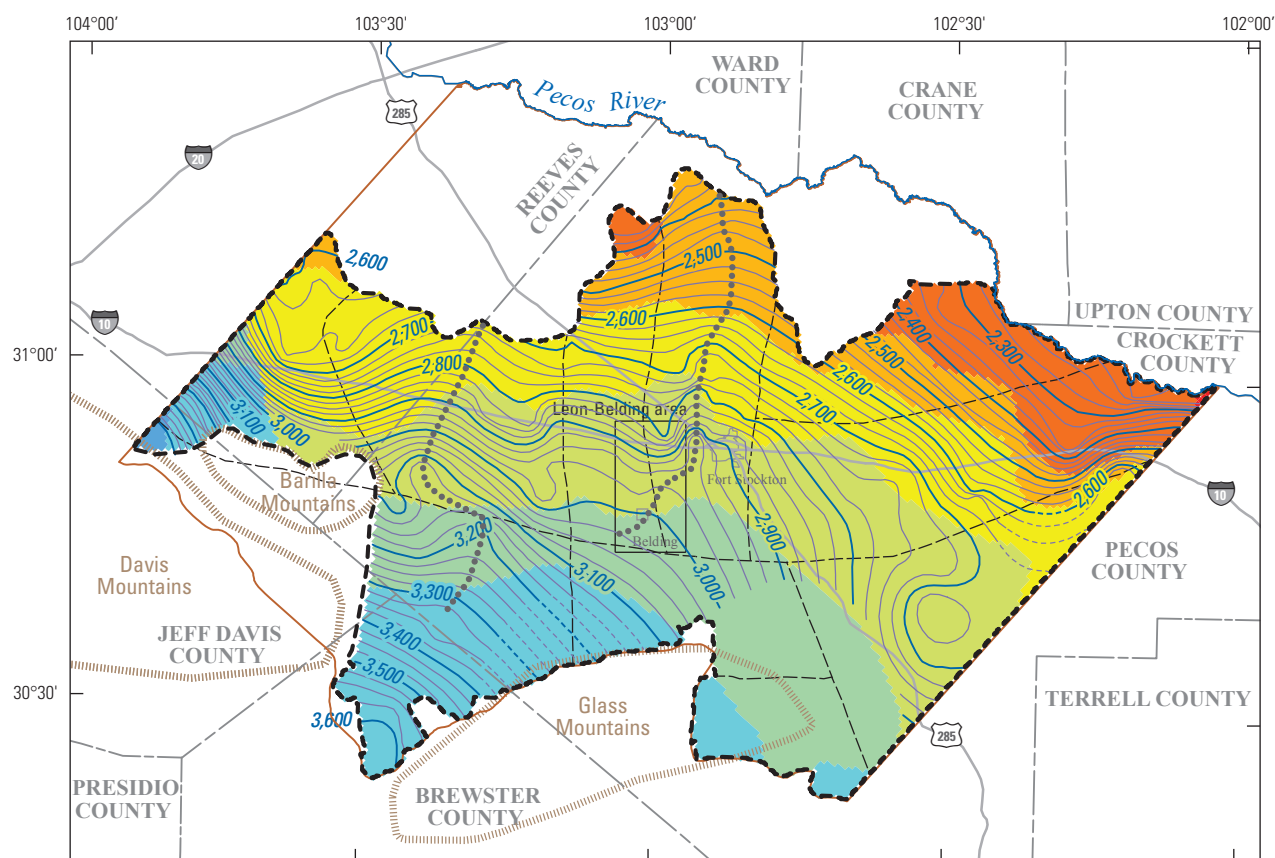 104°00'
103°30'
103°00'
102°30'
102°00'
WARD
COUNTY
CRANE
COUNTY
Pecos River
285
20
REEVES
COUNTY
2,600
2,500
10
31°00'
2,700
2,600
2,800
2,400
2,300
2,500
UPTON COUNTY
CROCKETT
COUNTY
2,600
2,700
3,100
3,000
Leon-Belding area
Barilla
Mountains
Fort Stockton
2,600
10
3,200
Belding
2,900
PECOS
COUNTY
Davis
Mountains
3,300
3,100
3,000
JEFF DAVIS
COUNTY
3,400
3,500
30°30'
3,600
Glass
Mountains
TERRELL COUNTY
285
PRESIDIO
COUNTY
BREWSTER
COUNTY